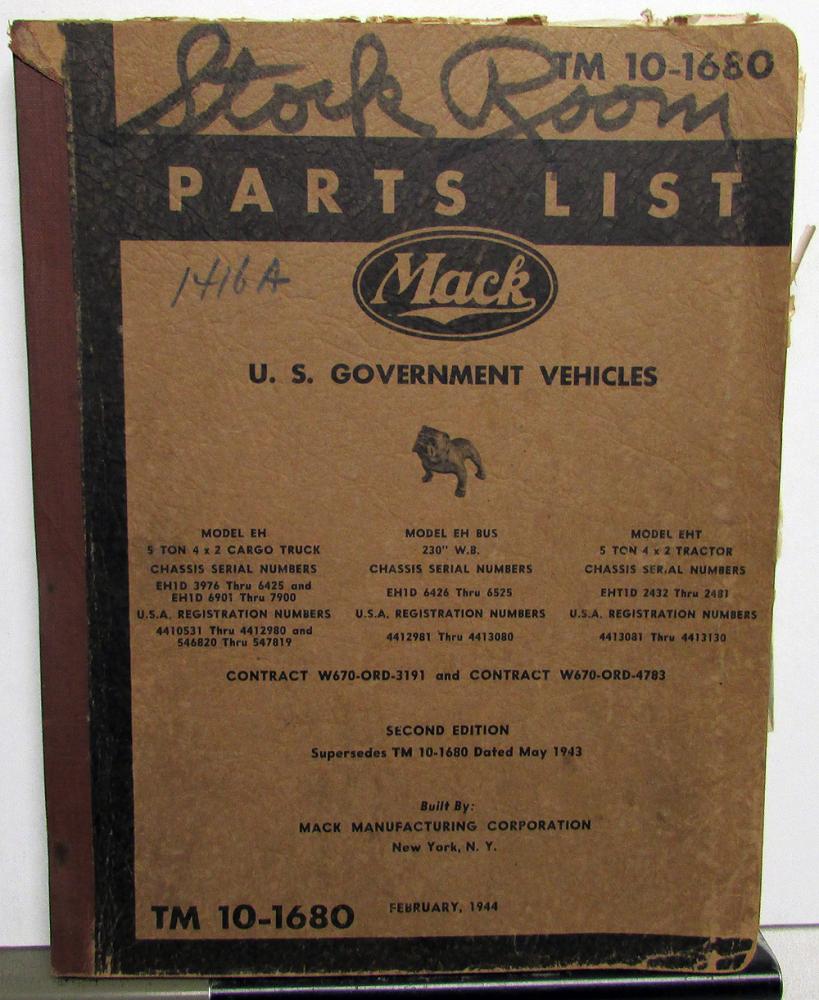 Stock Room
TM 10-1680
PARTS LIST
1416A
Mack
U. S. GOVERNMENT VEHICLES
MODEL EH
5 TON 4 x 2 CARGO TRUCK
CHASSIS SERIAL NUMBERS
EH1D 3976 Thru 6425 and
EH1D 6901 Thru 7900
U.S.A. REGISTRATION NUMBERS
4410531 Thru 4412980 and
546820 Thru 547819
MODEL EH BUS
230" W.B.
CHASSIS SERIAL NUMBERS
EH1D 6426 Thru 6525
U.S.A. REGISTRATION NUMBERS
4412981 Thru 4413080
MODEL EHT
5 TON 4 x 2 TRACTOR
CHASSIS SERIAL NUMBERS
EHT1D 2432 Thru 2481
U.S.A. REGISTRATION NUMBERS
4413081 Thru 4413130
CONTRACT W670-ORD-3191 and CONTRACT W670-ORD-4783
SECOND EDITION
Supersedes TM 10-1680 Dated May 1943
Built By:
MACK MANUFACTURING CORPORATION
New York, N. Y.
TM 10-1680
FEBRUARY, 1944